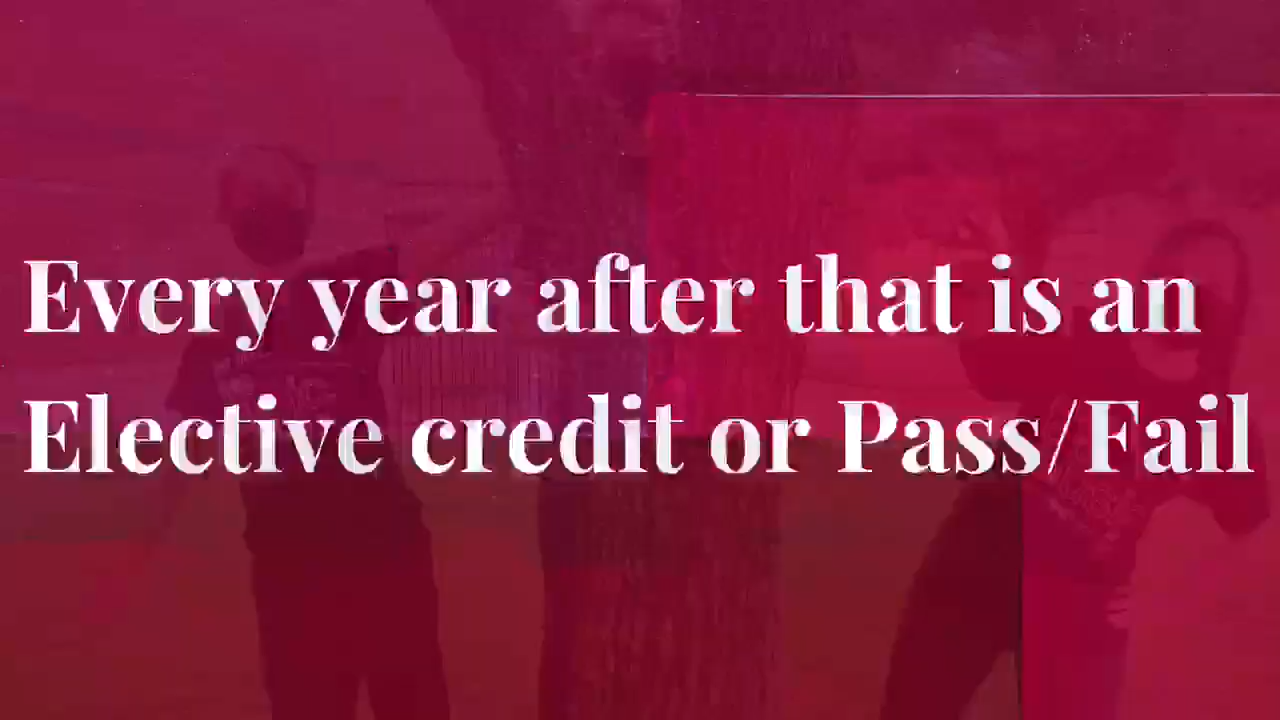 Every year after that is an
Elective credit or Pass/Fail